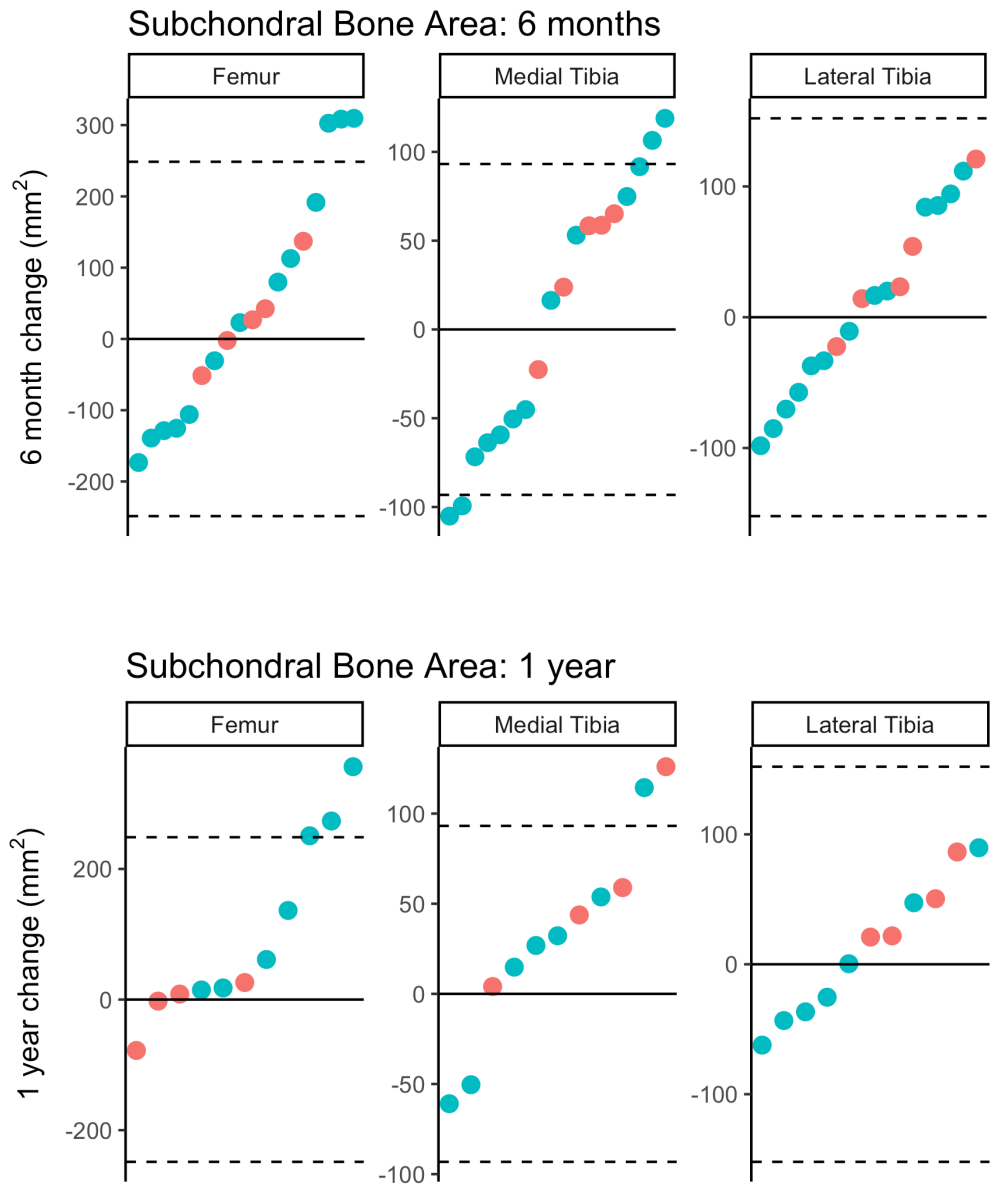 Subchondral Bone Area: 6 months
Femur
Medial Tibia
Lateral Tibia
6 month change (mm²)
300
200
100
0
-100
-200
100
50
0
-50
-100
100
0
-100
Subchondral Bone Area: 1 year
Femur
Medial Tibia
Lateral Tibia
1 year change (mm²)
200
0
-200
100
50
0
-50
-100
100
0
-100